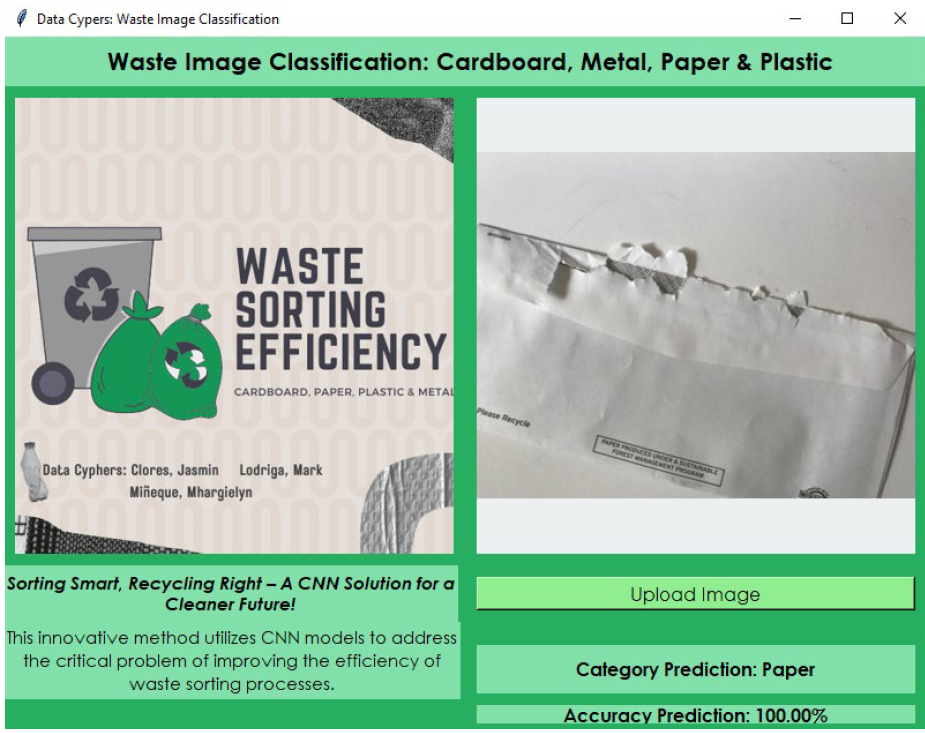 Data Cypers: Waste Image Classification
Waste Image Classification: Cardboard, Metal, Paper & Plastic
WASTE
SORTING
EFFICIENCY
CARDBOARD, PAPER, PLASTIC & METAL
Data Cyphers: Clores, Jasmin Lodriga, Mark
Miñeque, Mhargielyn
Please Recycle
PAPER PRODUCED UNDER A SUSTAINABLE
FOREST MANAGEMENT PROGRAM
Sorting Smart, Recycling Right – A CNN Solution for a
Cleaner Future!
This innovative method utilizes CNN models to address
the critical problem of improving the efficiency of
waste sorting processes.
Upload Image
Category Prediction: Paper
Accuracy Prediction: 100.00%